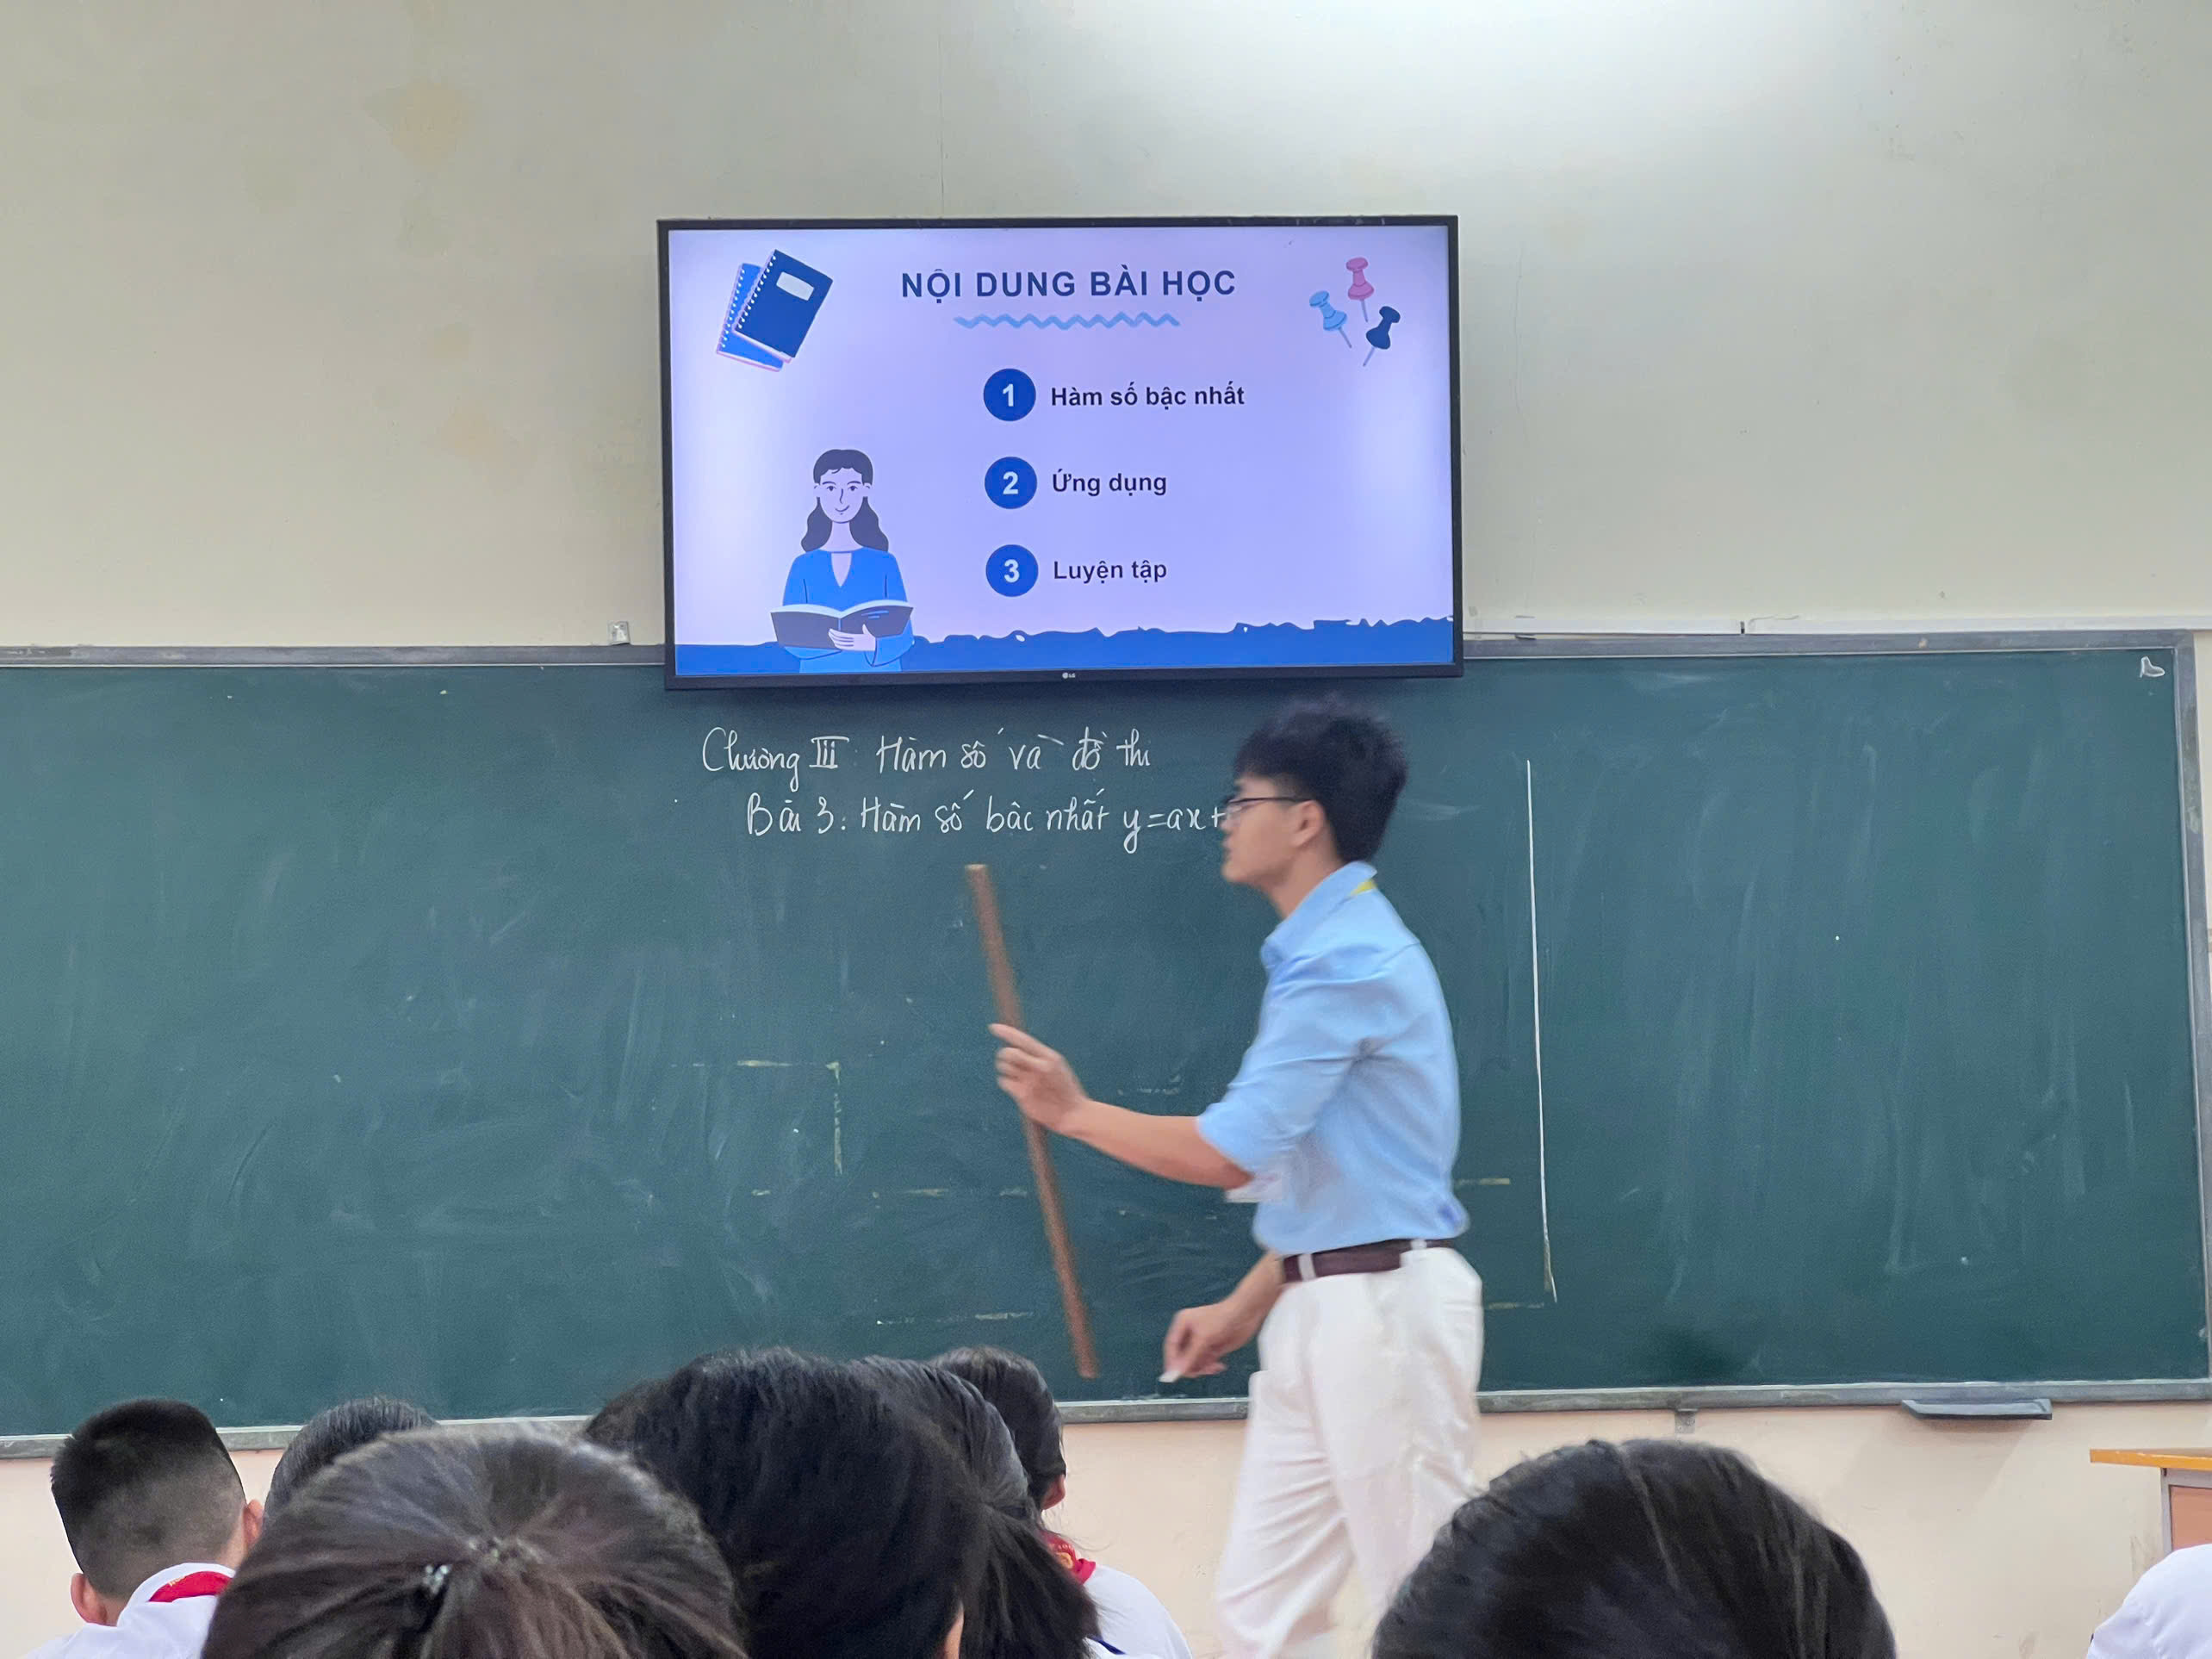 NỘI DUNG BÀI HỌC
1 Hàm số bậc nhất
2 Ứng dụng
3 Luyện tập
LG
Chương III: Hàm số và đồ thị
Bài 3: Hàm số bậc nhất y=ax+